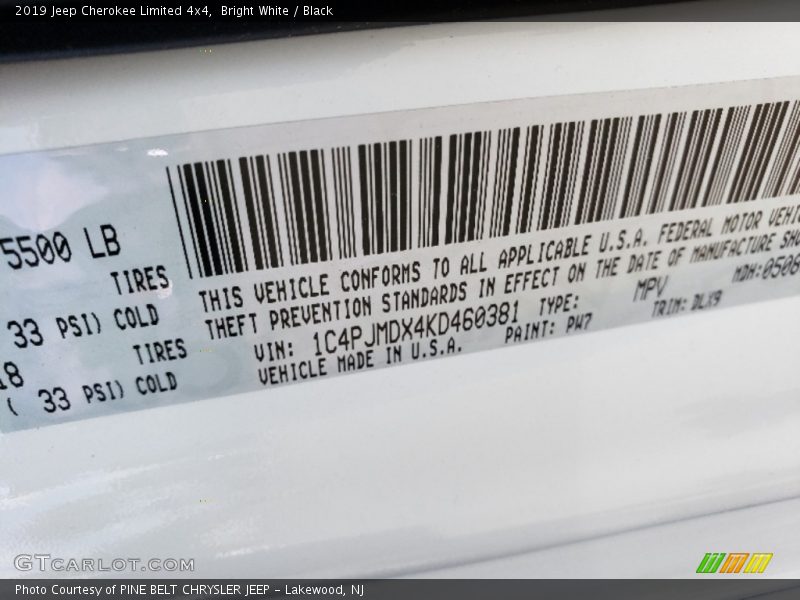 2019 Jeep Cherokee Limited 4x4,  Bright White / Black
5500 LB
TIRES
33 PSI) COLD
18
TIRES
( 33 PSI) COLD
THIS VEHICLE CONFORMS TO ALL APPLICABLE U.S.A. FEDERAL MOTOR
THEFT PREVENTION STANDARDS IN EFFECT ON THE DATE OF MANUFACTURE
VIN: 1C4PJMDX4KD460381 TYPE: MPV MDH:0508
VEHICLE MADE IN U.S.A. PAINT: PW7 TRIM: DLX9
GTCARLOT.COM
Photo Courtesy of PINE BELT CHRYSLER JEEP - Lakewood, NJ